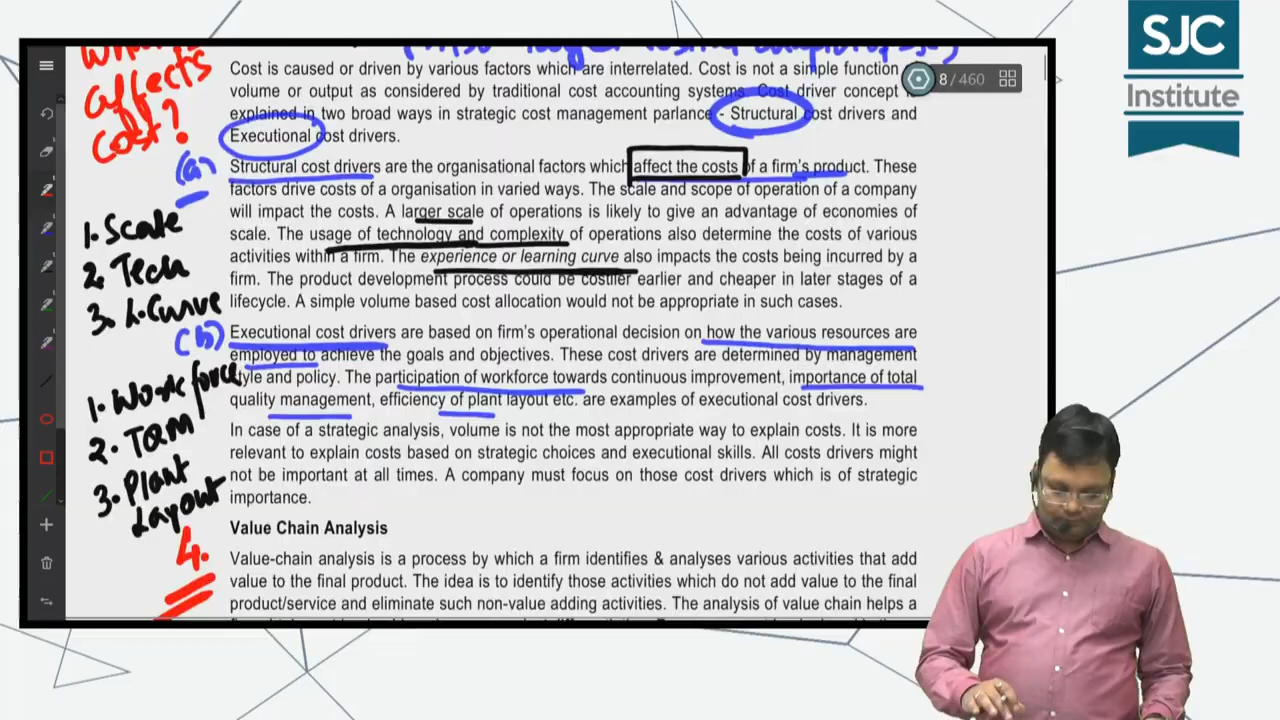 SJC
Institute
8/460
affects
cost?
Cost is caused or driven by various factors which are interrelated. Cost is not a simple function
volume or output as considered by traditional cost accounting systems. Cost driver concept is
explained in two broad ways in strategic cost management parlance - Structural cost drivers and
Executional cost drivers.
(a)
Structural cost drivers are the organisational factors which affect the costs of a firm's product. These
factors drive costs of a organisation in varied ways. The scale and scope of operation of a company
will impact the costs. A larger scale of operations is likely to give an advantage of economies of
scale. The usage of technology and complexity of operations also determine the costs of various
activities within a firm. The experience or learning curve also impacts the costs being incurred by a
firm. The product development process could be costlier earlier and cheaper in later stages of a
lifecycle. A simple volume based cost allocation would not be appropriate in such cases.
1. Scale
2. Tech
3. L.Curve
(b)
Executional cost drivers are based on firm's operational decision on how the various resources are
employed to achieve the goals and objectives. These cost drivers are determined by management
style and policy. The participation of workforce towards continuous improvement, importance of total
quality management, efficiency of plant layout etc. are examples of executional cost drivers.
1. Workforce
2. TQM
3. Plant
Layout
4.
In case of a strategic analysis, volume is not the most appropriate way to explain costs. It is more
relevant to explain costs based on strategic choices and executional skills. All costs drivers might
not be important at all times. A company must focus on those cost drivers which is of strategic
importance.
Value Chain Analysis
Value-chain analysis is a process by which a firm identifies & analyses various activities that add
value to the final product. The idea is to identify those activities which do not add value to the final
product/service and eliminate such non-value adding activities. The analysis of value chain helps a